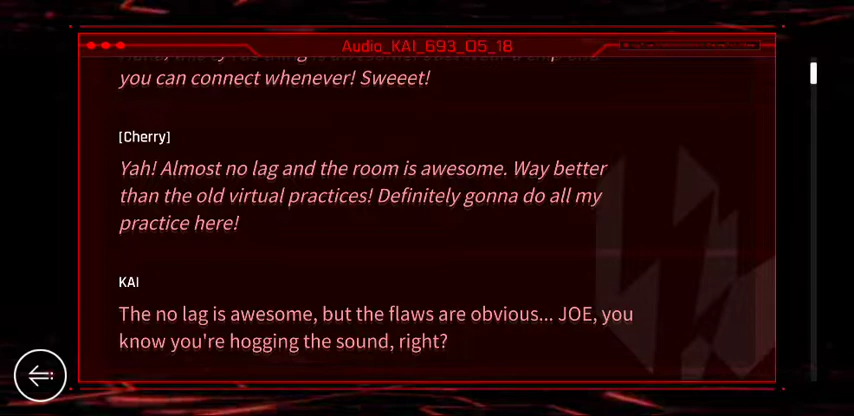 Audio_KAI_693_05_18
you can connect whenever! Sweeet!
[Cherry]
Yah! Almost no lag and the room is awesome. Way better
than the old virtual practices! Definitely gonna do all my
practice here!
KAI
The no lag is awesome, but the flaws are obvious... JOE, you
know you're hogging the sound, right?